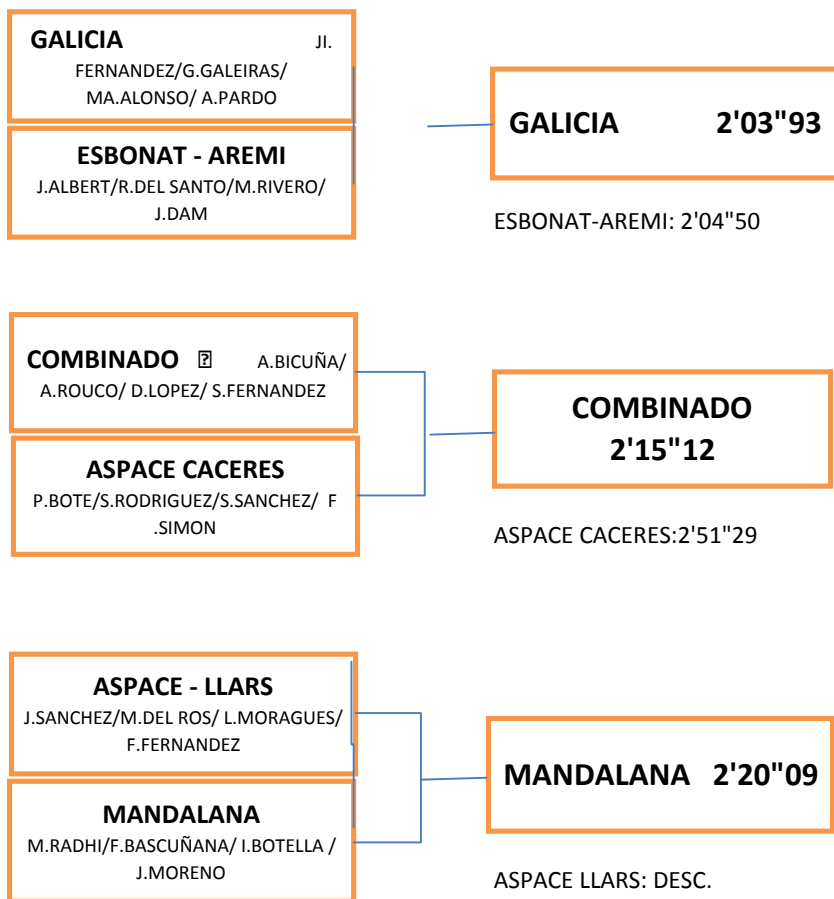 GALICIA JI.
FERNANDEZ/G.GALEIRAS/
MA.ALONSO/ A.PARDO
ESBONAT - AREMI
J.ALBERT/R.DEL SANTO/M.RIVERO/
J.DAM
GALICIA 2'03"93
ESBONAT-AREMI: 2'04"50
COMBINADO ⍰ A.BICUÑA/
A.ROUCO/ D.LOPEZ/ S.FERNANDEZ
ASPACE CACERES
P.BOTE/S.RODRIGUEZ/S.SANCHEZ/ F
.SIMON
COMBINADO
2'15"12
ASPACE CACERES:2'51"29
ASPACE - LLARS
J.SANCHEZ/M.DEL ROS/ L.MORAGUES/
F.FERNANDEZ
MANDALANA
M.RADHI/F.BASCUÑANA/ I.BOTELLA /
J.MORENO
MANDALANA 2'20"09
ASPACE LLARS: DESC.